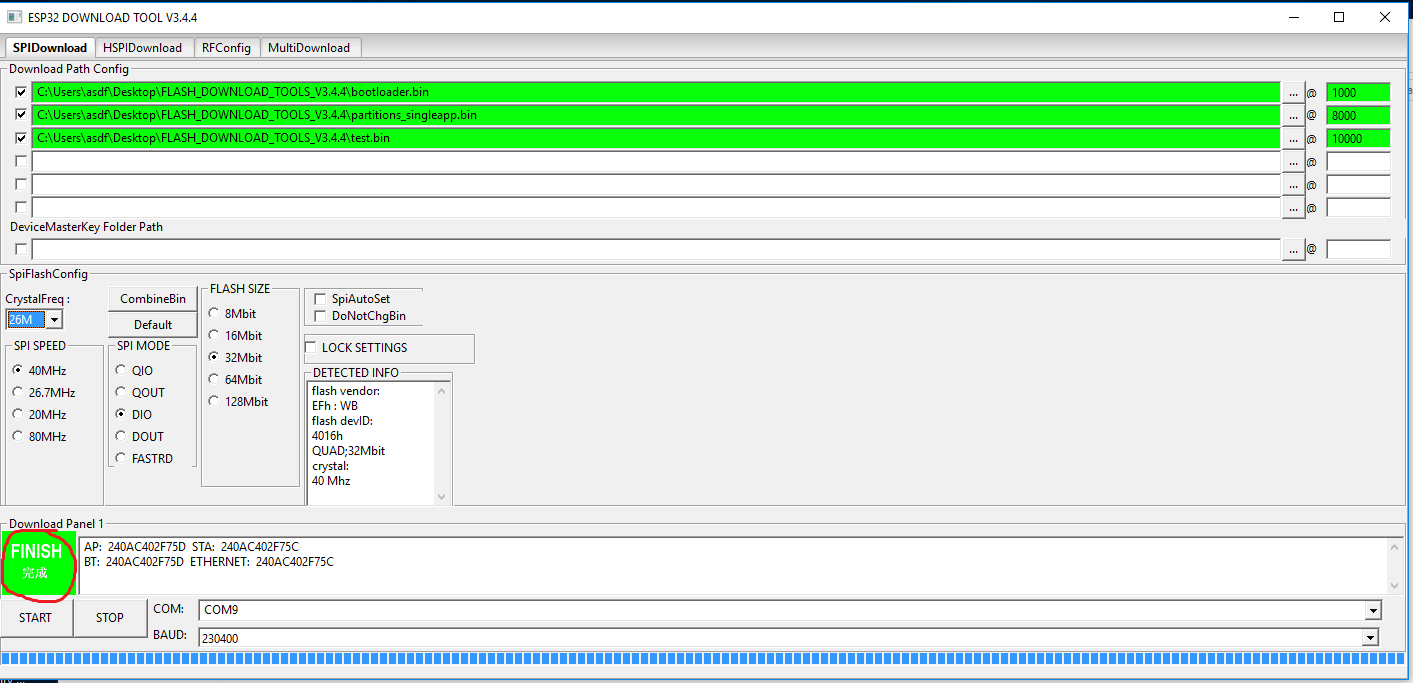 ESP32 DOWNLOAD TOOL V3.4.4
SPIDownload HSPIDownload RFConfig MultiDownload
Download Path Config
C:\Users\asdf\Desktop\FLASH_DOWNLOAD_TOOLS_V3.4.4\bootloader.bin ... @ 1000
C:\Users\asdf\Desktop\FLASH_DOWNLOAD_TOOLS_V3.4.4\partitions_singleapp.bin ... @ 8000
C:\Users\asdf\Desktop\FLASH_DOWNLOAD_TOOLS_V3.4.4\test.bin ... @ 10000
... @
... @
... @
DeviceMasterKey Folder Path
... @
SpiFlashConfig
CrystalFreq :
26M
CombineBin
Default
SPI SPEED
40MHz
26.7MHz
20MHz
80MHz
SPI MODE
QIO
QOUT
DIO
DOUT
FASTRD
FLASH SIZE
8Mbit
16Mbit
32Mbit
64Mbit
128Mbit
SpiAutoSet
DoNotChgBin
LOCK SETTINGS
DETECTED INFO
flash vendor:
EFh : WB
flash devID:
4016h
QUAD;32Mbit
crystal:
40 Mhz
Download Panel 1
FINISH
完成
AP: 240AC402F75D STA: 240AC402F75C
BT: 240AC402F75D ETHERNET: 240AC402F75C
START STOP
COM: COM9
BAUD: 230400